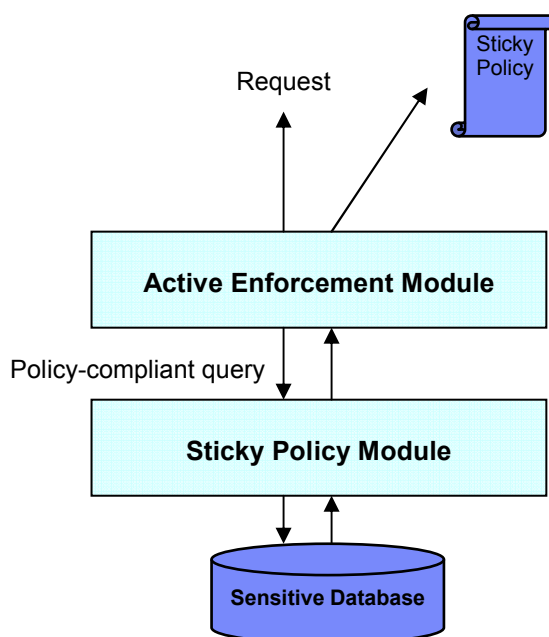 Sticky
Policy
Request
Active Enforcement Module
Policy-compliant query
Sticky Policy Module
Sensitive Database